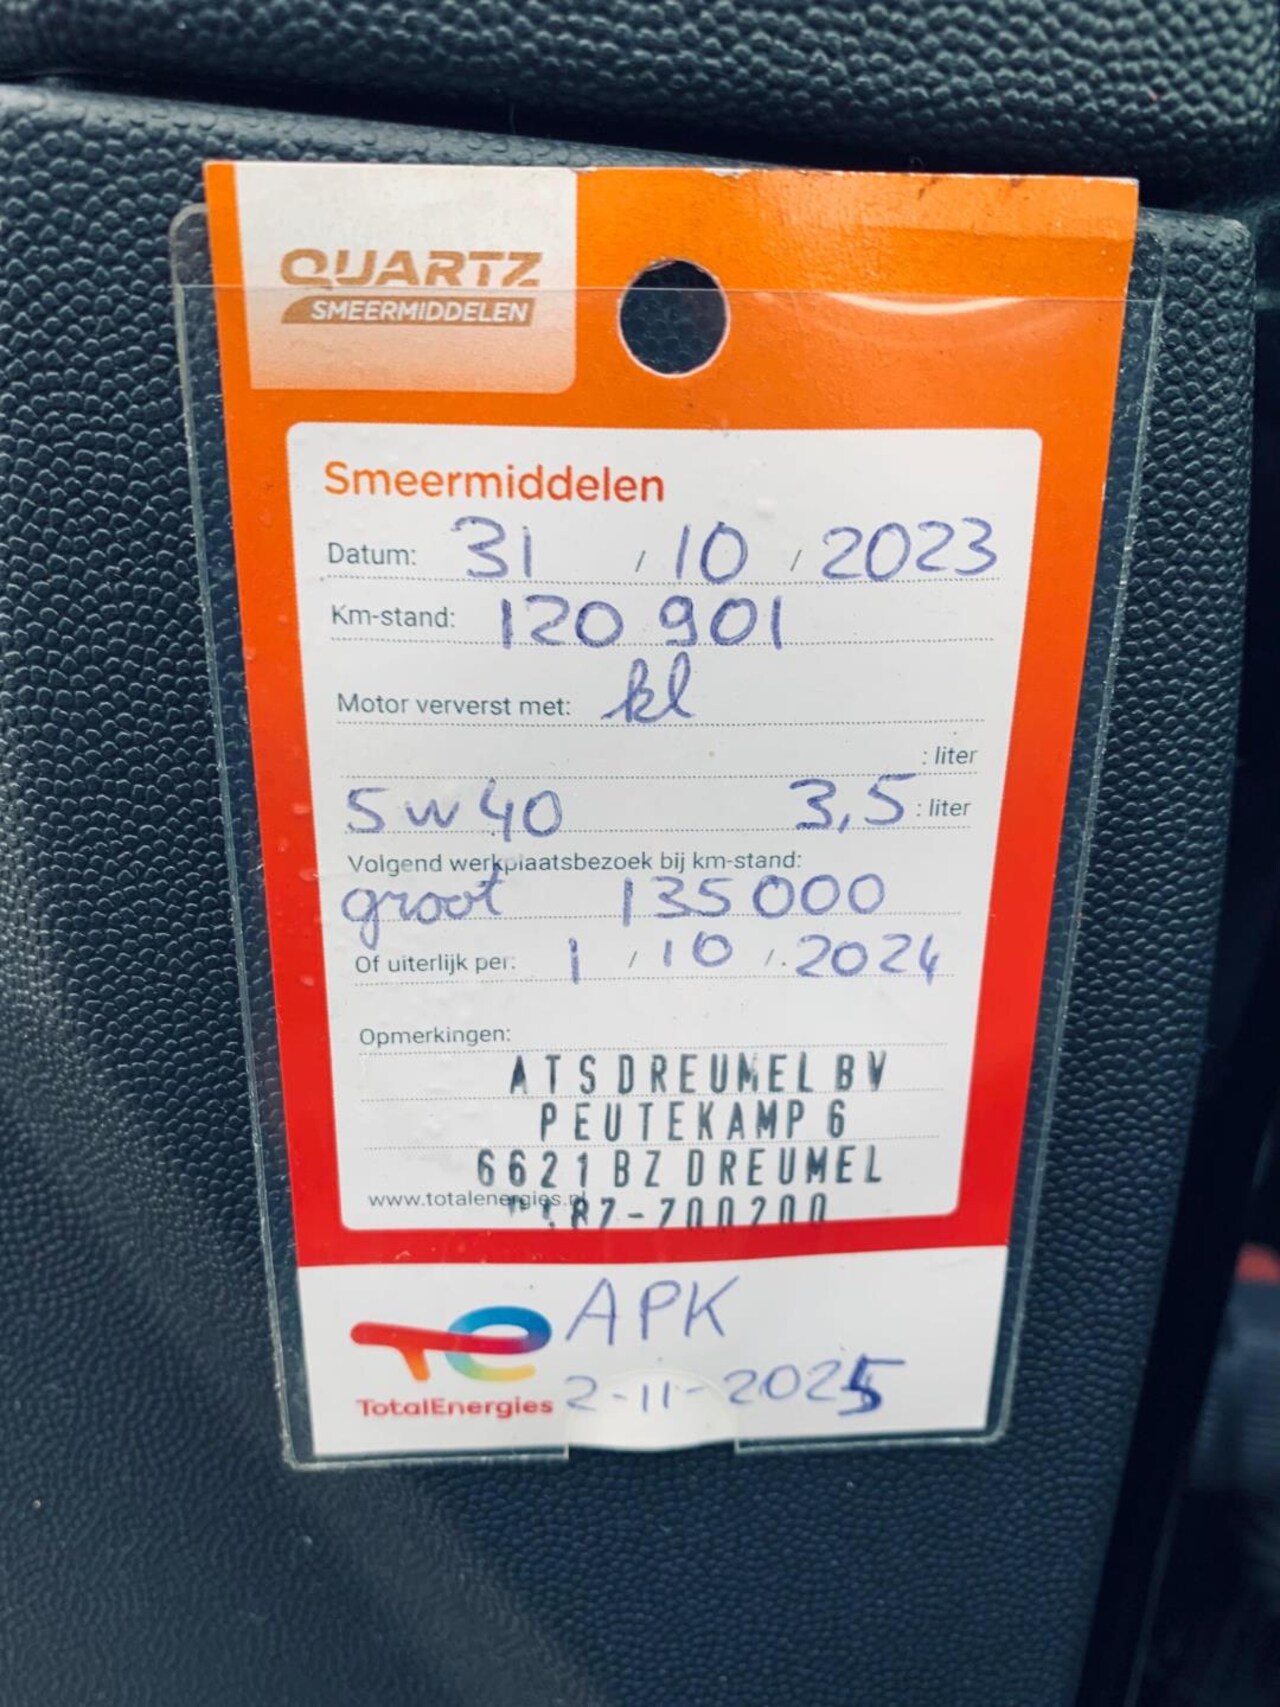 QUARTZ
SMEERMIDDELEN
Smeermiddelen
Datum: 31 / 10 / 2023
Km-stand: 120 901
Motor ververst met: kl
: liter
5w40 3,5 : liter
Volgend werkplaatsbezoek bij km-stand:
groot 135000
Of uiterlijk per: 1 / 10 / 2024
Opmerkingen:
ATS DREUMEL BV
PEUTEKAMP 6
6621 BZ DREUMEL
www.totalenergies.nl
87-700200
APK
TotalEnergies 2-11-2025